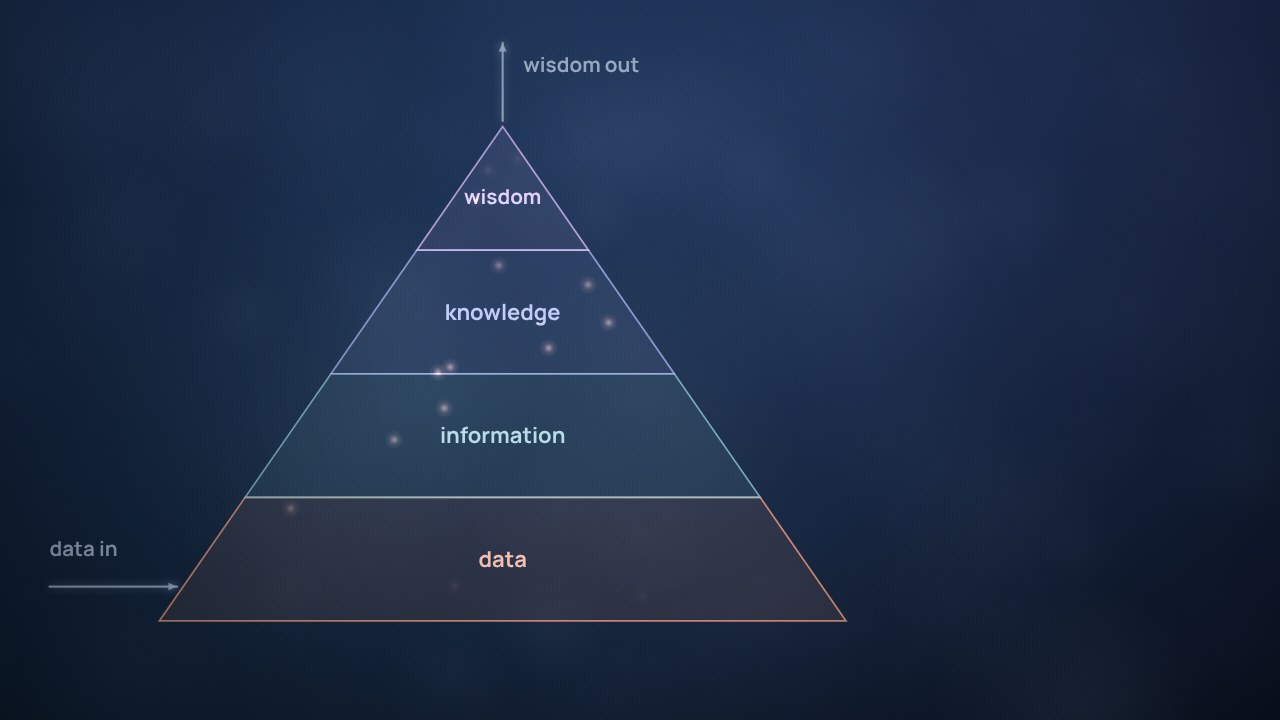 wisdom out
wisdom
knowledge
information
data in
data